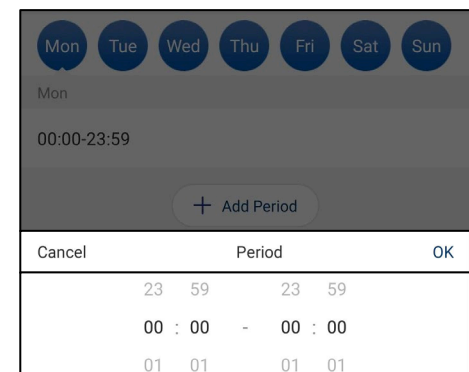 Mon Tue Wed Thu Fri Sat Sun
Mon
00:00-23:59
+ Add Period
Cancel Period OK
23 59 23 59
00 : 00 - 00 : 00
01 01 01 01